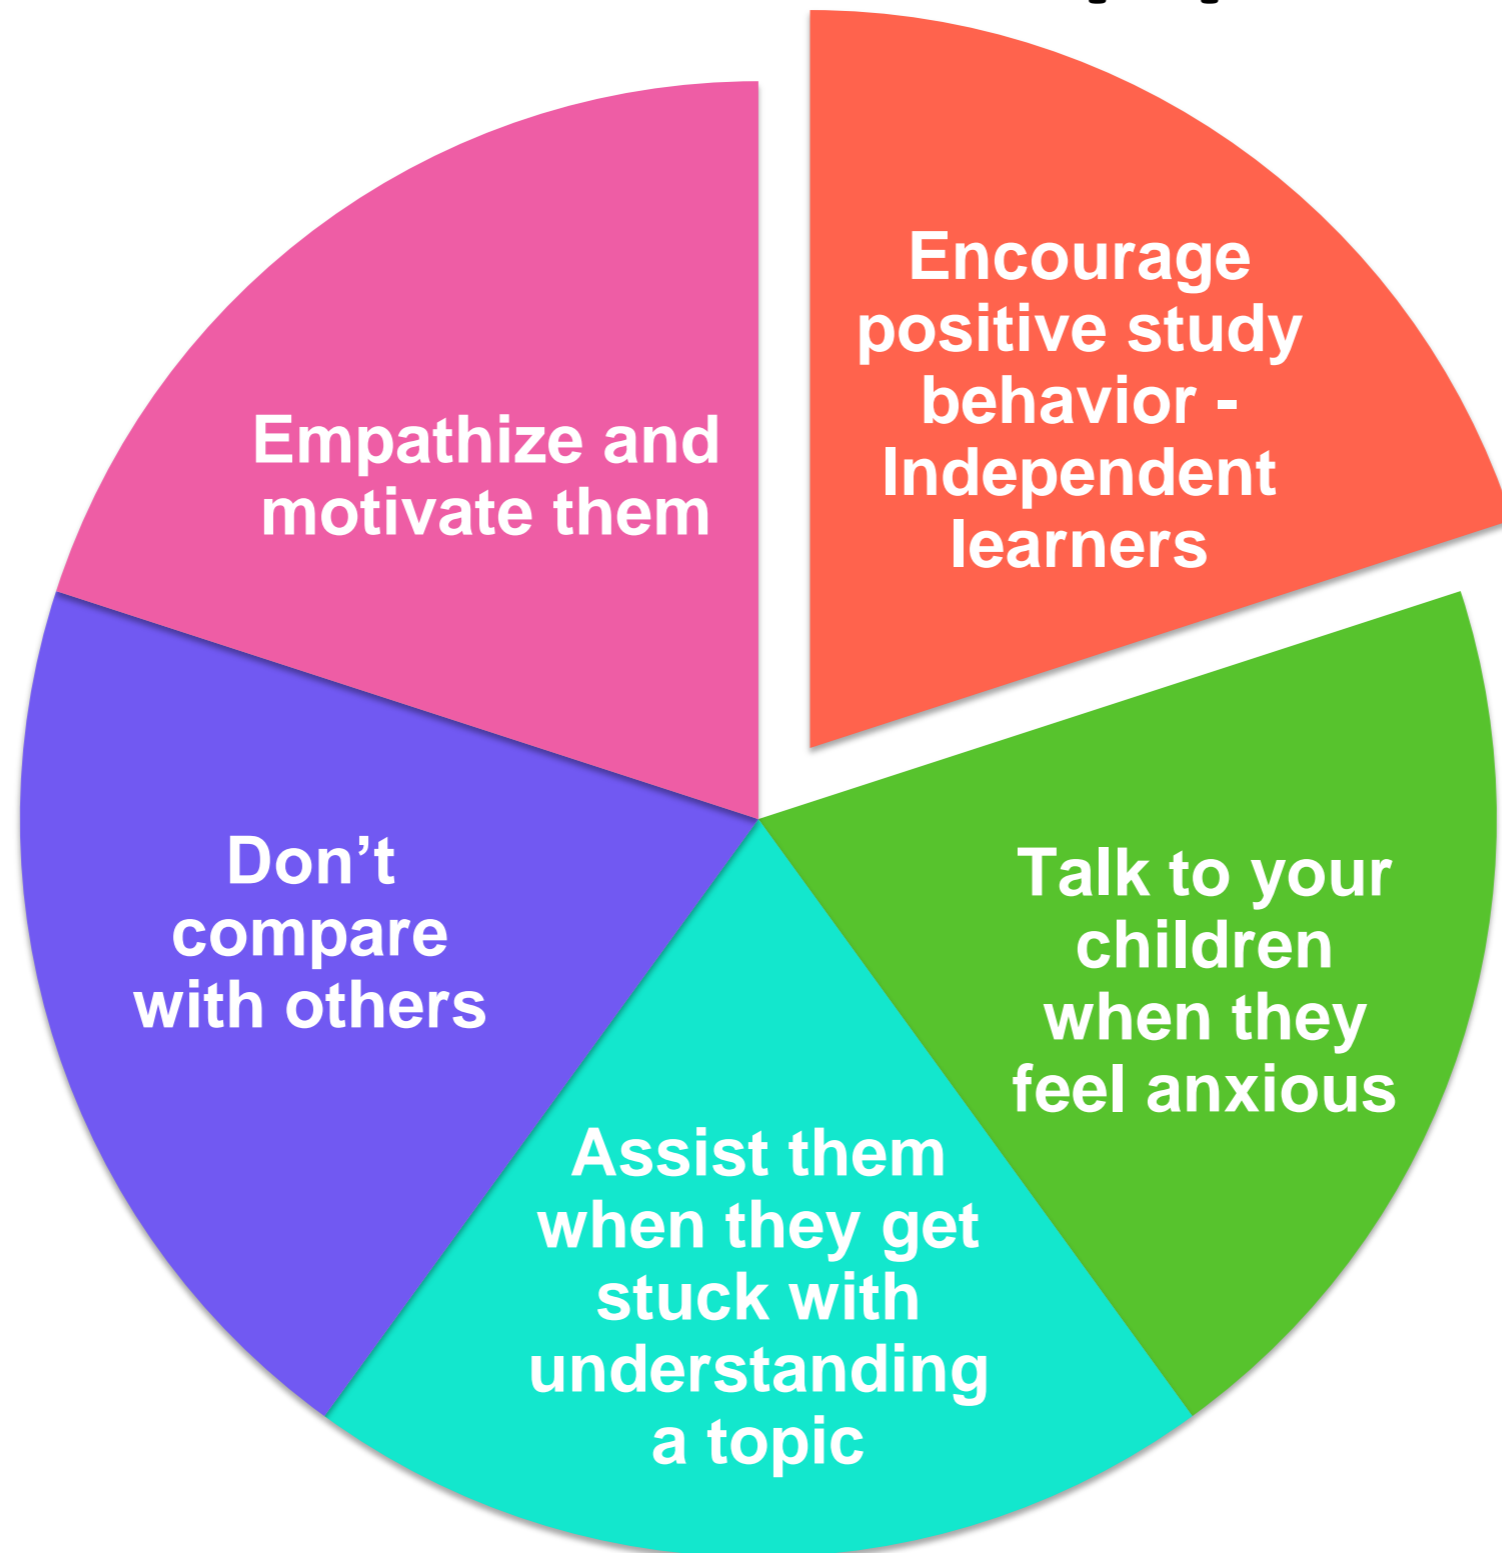 Encourage
positive study
behavior -
Independent
learners
Empathize and
motivate them
Don’t
compare
with others
Talk to your
children
when they
feel anxious
Assist them
when they get
stuck with
understanding
a topic